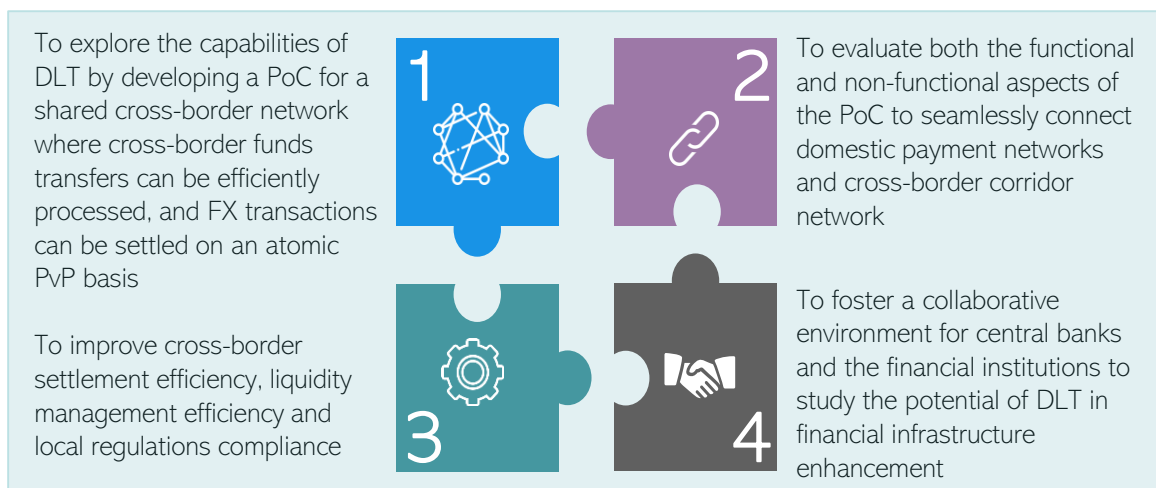 1
To explore the capabilities of
DLT by developing a PoC for a
shared cross-border network
where cross-border funds
transfers can be efficiently
processed, and FX transactions
can be settled on an atomic
PvP basis
2
To evaluate both the functional
and non-functional aspects of
the PoC to seamlessly connect
domestic payment networks
and cross-border corridor
network
3
To improve cross-border
settlement efficiency, liquidity
management efficiency and
local regulations compliance
4
To foster a collaborative
environment for central banks
and the financial institutions to
study the potential of DLT in
financial infrastructure
enhancement